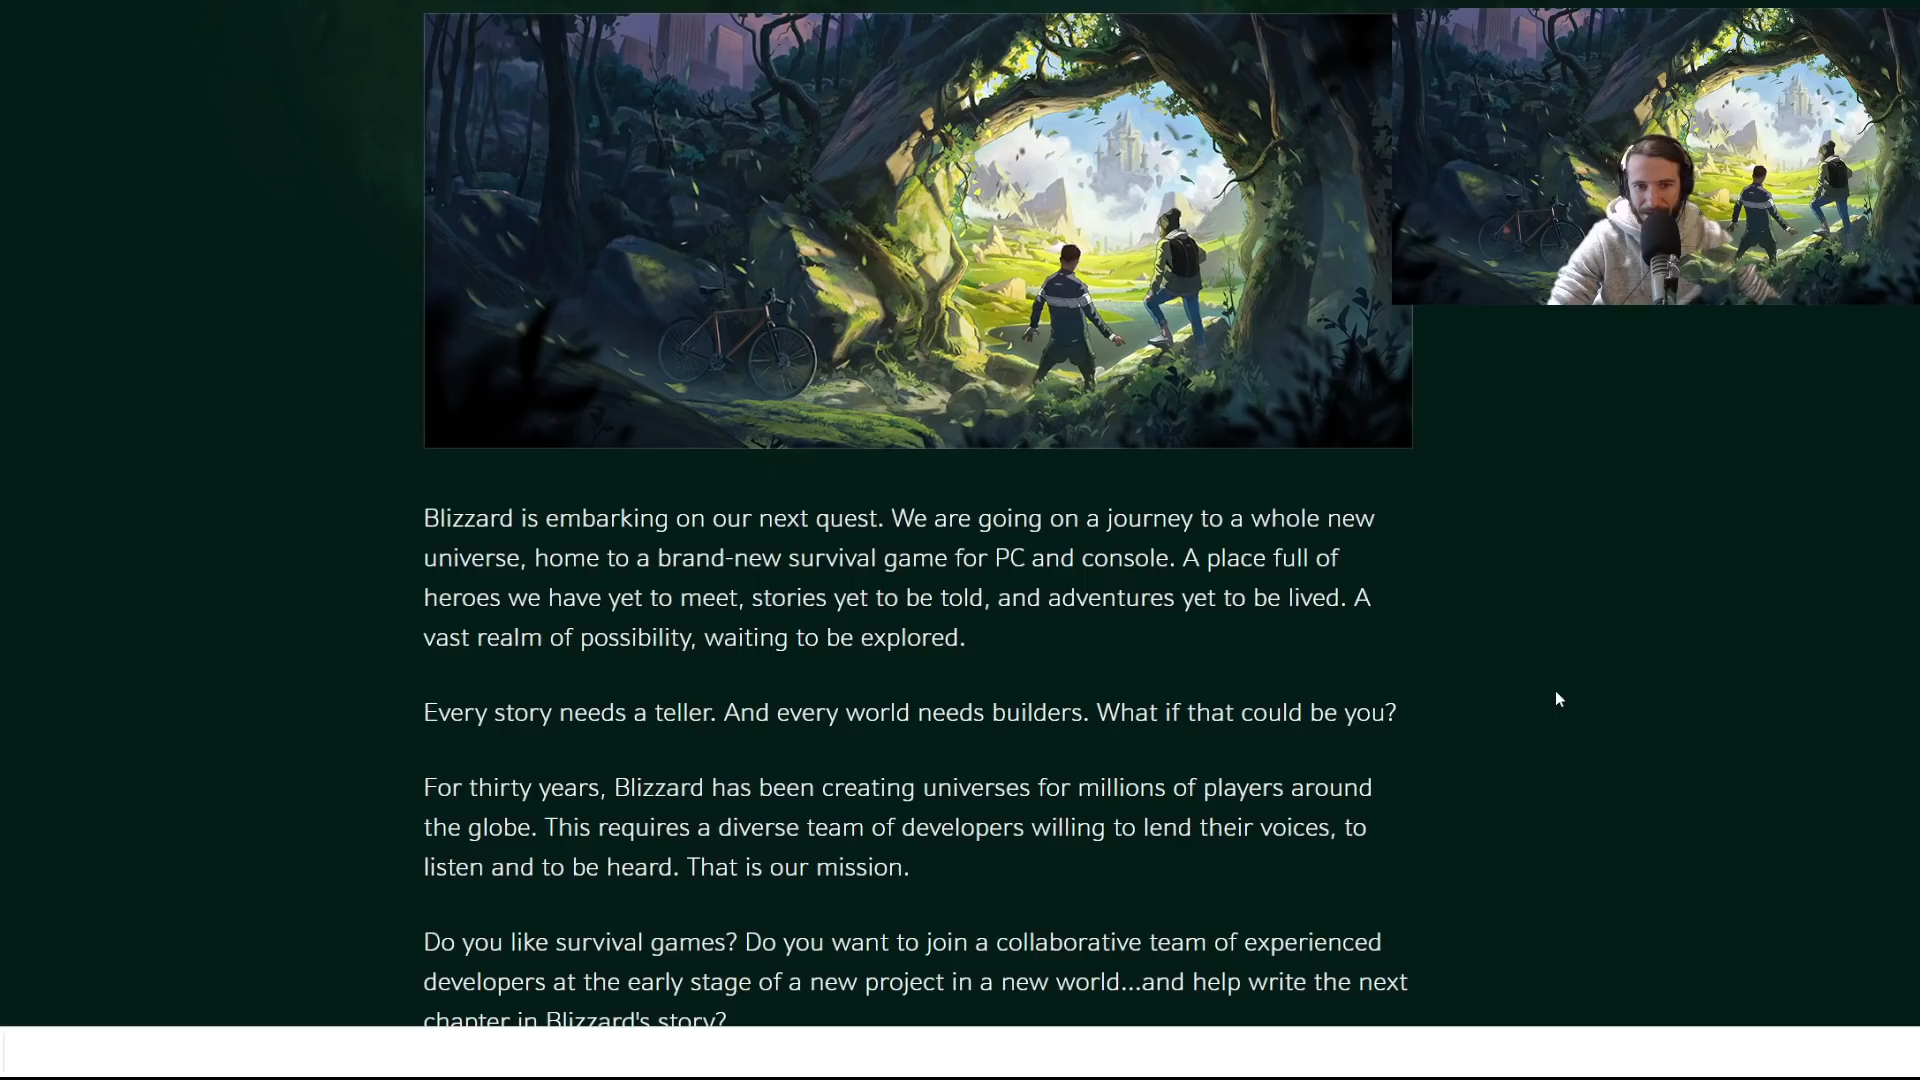 Blizzard is embarking on our next quest. We are going on a journey to a whole new
universe, home to a brand-new survival game for PC and console. A place full of
heroes we have yet to meet, stories yet to be told, and adventures yet to be lived. A
vast realm of possibility, waiting to be explored.
Every story needs a teller. And every world needs builders. What if that could be you?
For thirty years, Blizzard has been creating universes for millions of players around
the globe. This requires a diverse team of developers willing to lend their voices, to
listen and to be heard. That is our mission.
Do you like survival games? Do you want to join a collaborative team of experienced
developers at the early stage of a new project in a new world...and help write the next
chapter in Blizzard's story?